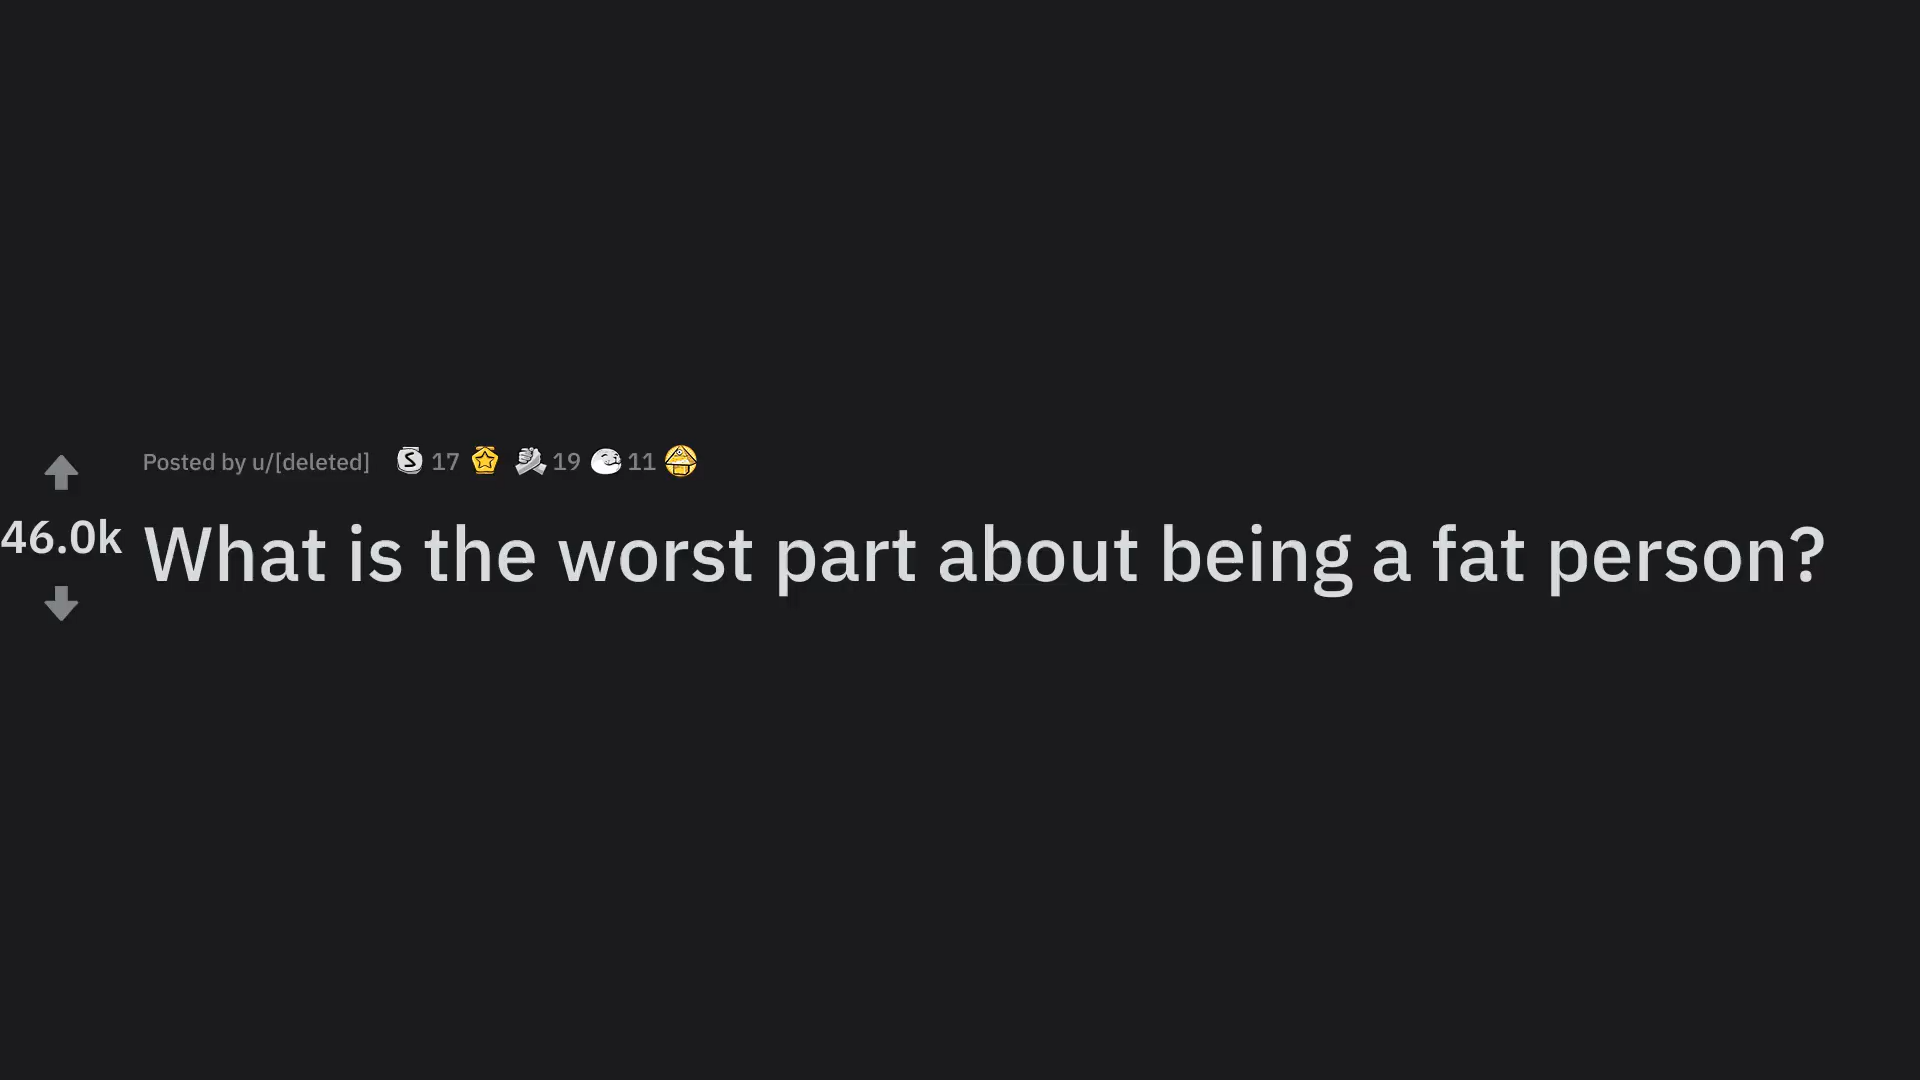 Posted by u/[deleted] S 17 19 11
46.0k What is the worst part about being a fat person?